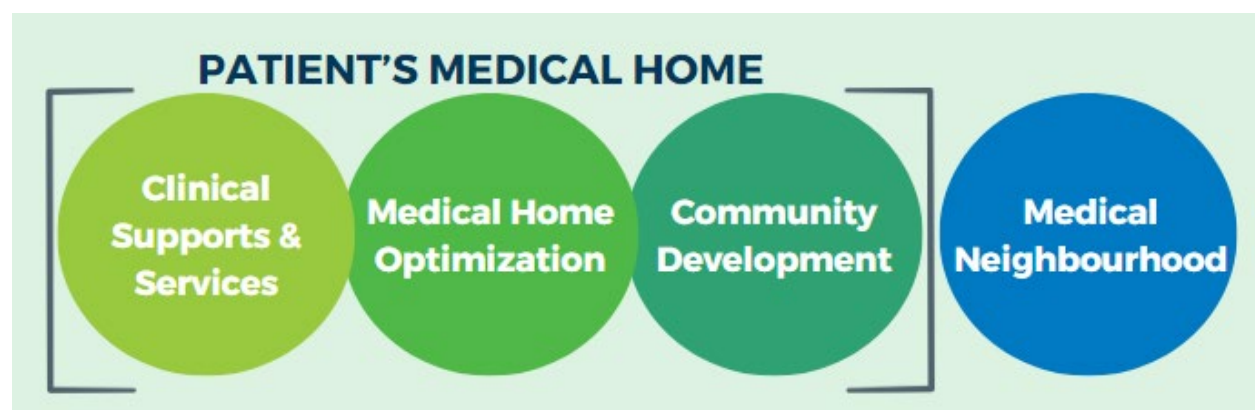 PATIENT'S MEDICAL HOME
Clinical
Supports &
Services
Medical Home
Optimization
Community
Development
Medical
Neighbourhood